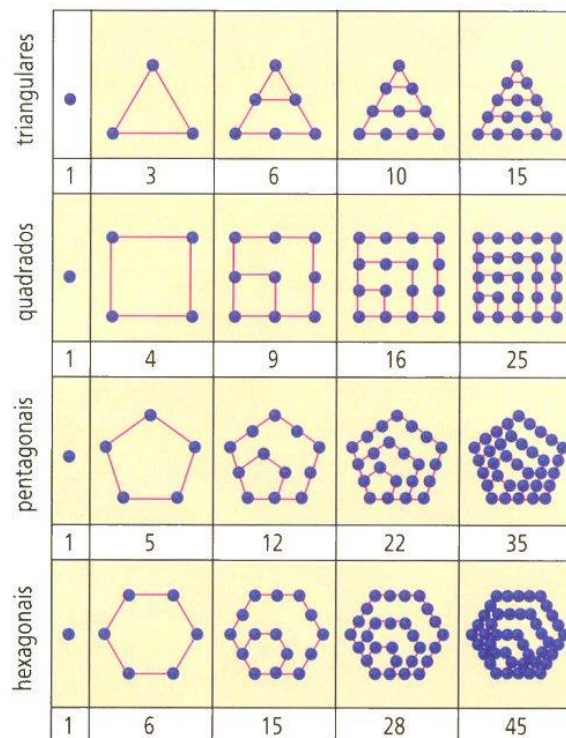 triangulares
1 3 6 10 15
quadrados
1 4 9 16 25
pentagonais
1 5 12 22 35
hexagonais
1 6 15 28 45